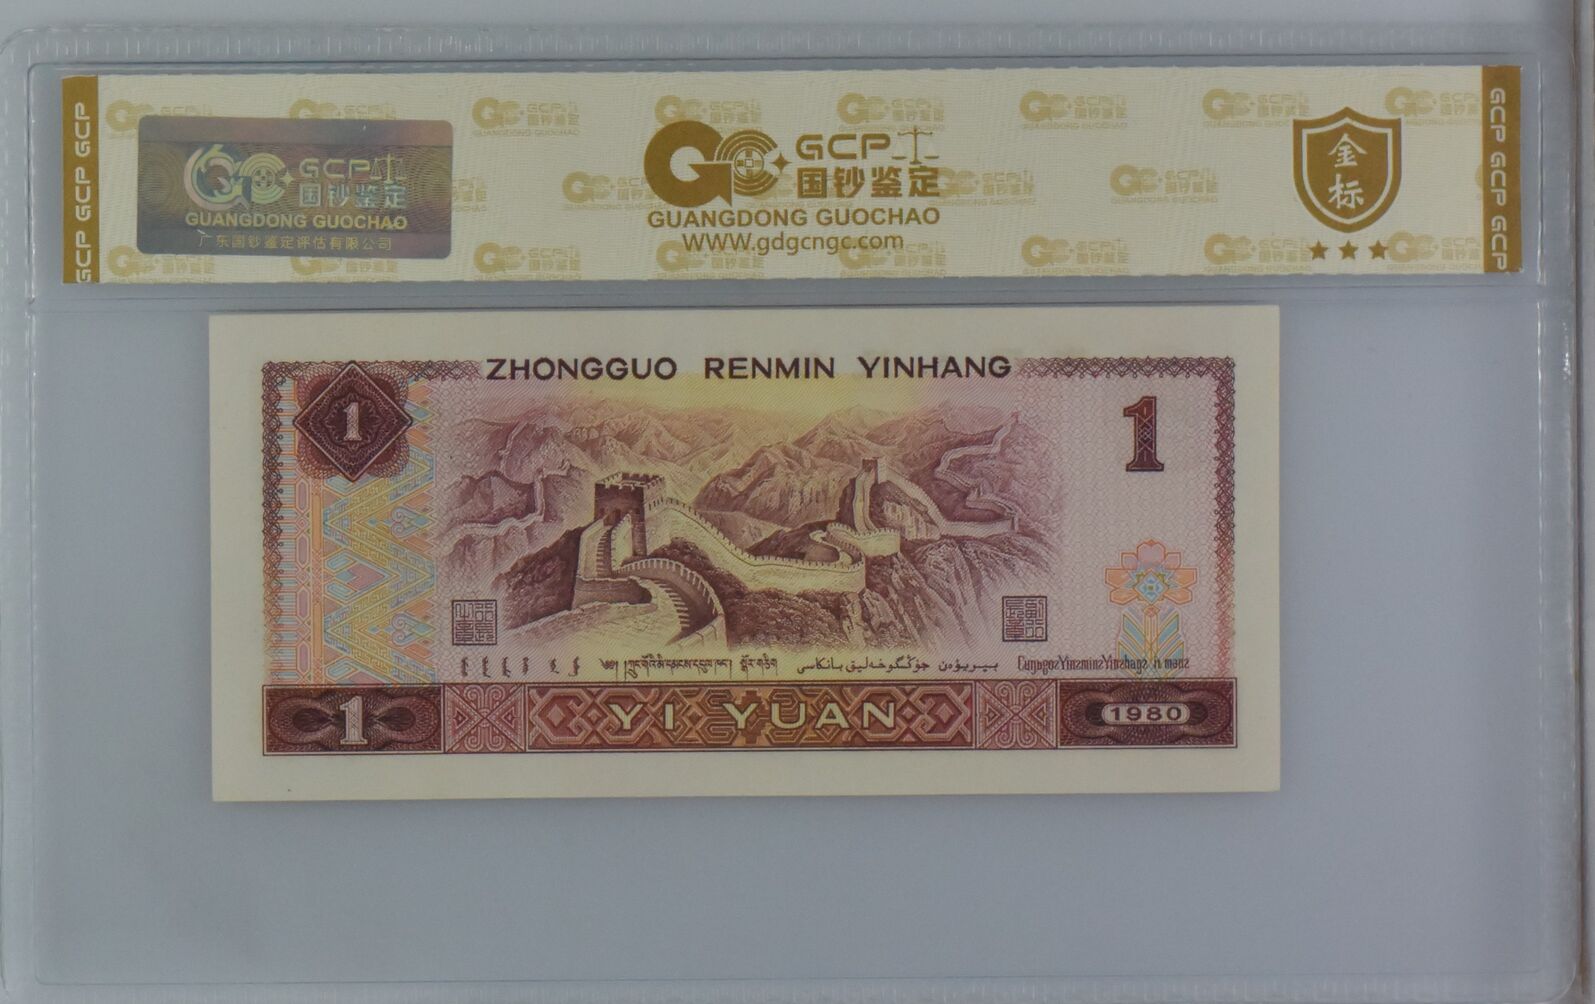 GCP GCP GCP
GCP
国钞鉴定
GUANGDONG GUOCHAO
广东国钞鉴定评估有限公司
GCP
国钞鉴定
GUANGDONG GUOCHAO
WWW.gdgcngc.com
金
标
GCP GCP GCP
ZHONGGUO RENMIN YINHANG
1
1
1
YI YUAN
1980